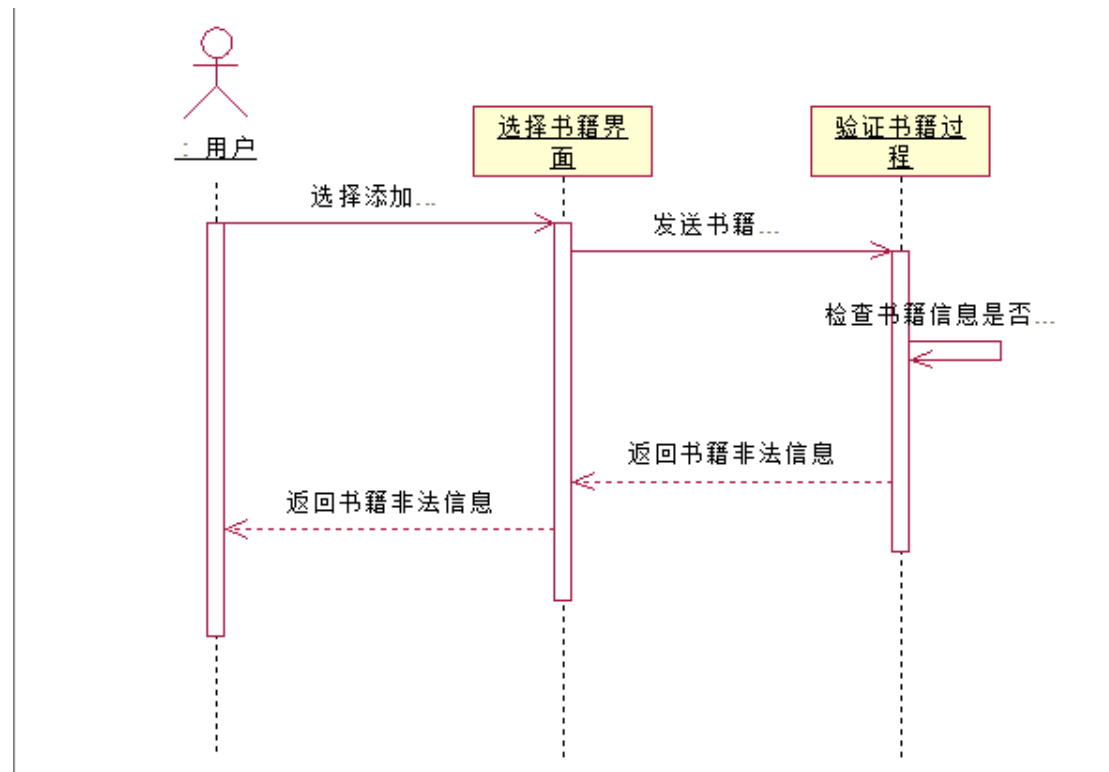 选择书籍界
面
验证书籍过
程
: 用户
选择添加...
发送书籍...
检查书籍信息是否...
返回书籍非法信息
返回书籍非法信息